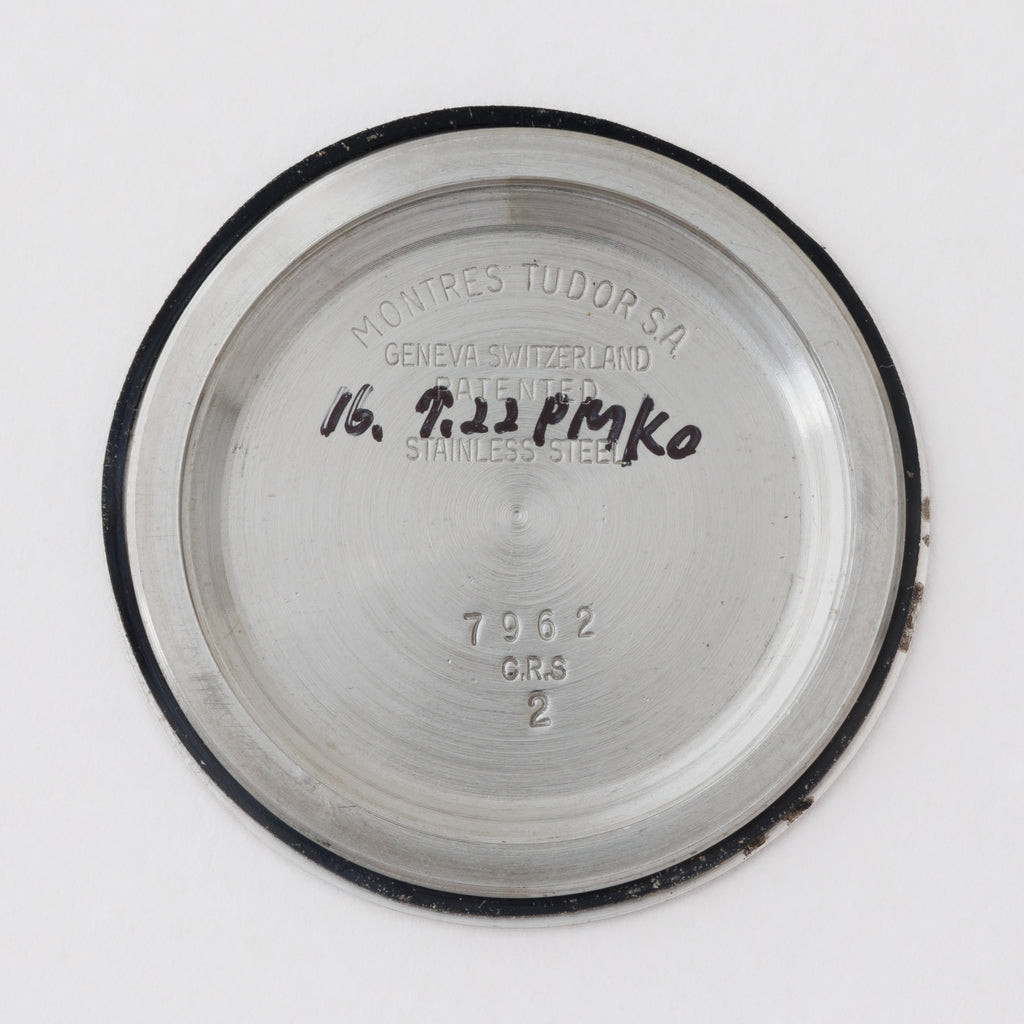 MONTRES TUDOR S.A.
GENEVA SWITZERLAND
PATENTED
16. 9.22 PMKO
STAINLESS STEEL
7962
C.R.S
2